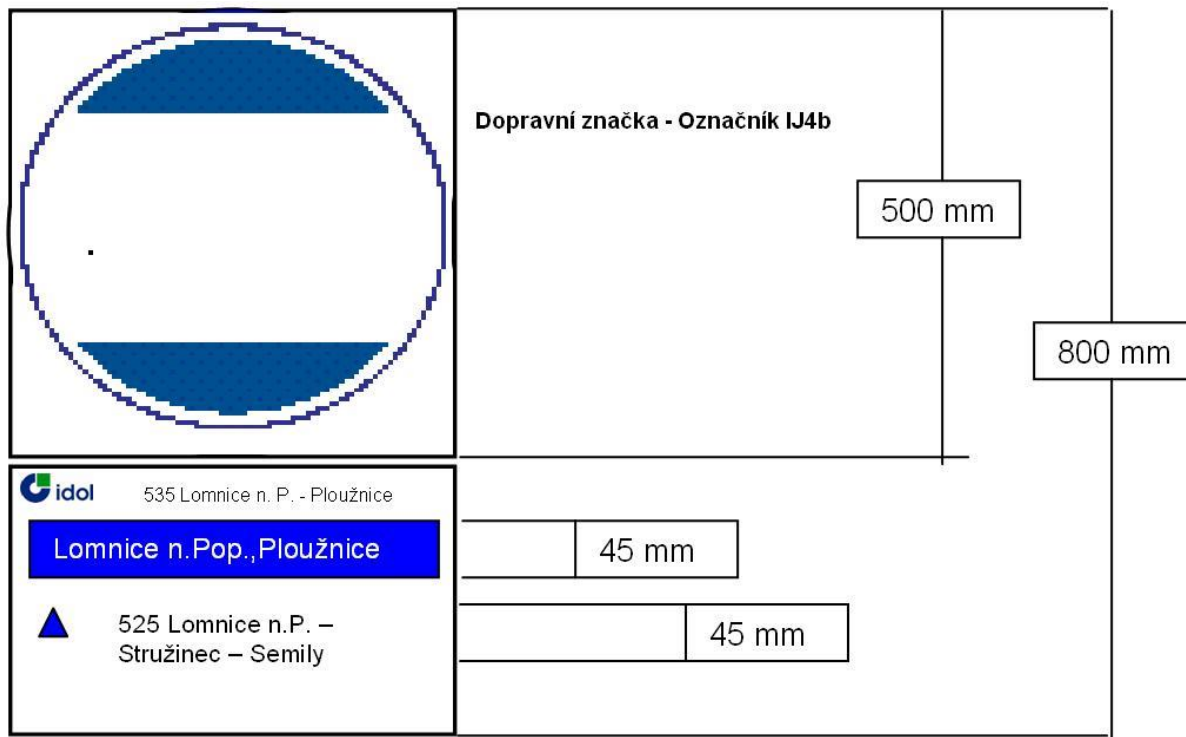 Dopravní značka - Označník IJ4b
500 mm
800 mm
idol
535 Lomnice n. P. - Ploužnice
Lomnice n.Pop.,Ploužnice
45 mm
525 Lomnice n.P. –
Stružinec – Semily
45 mm